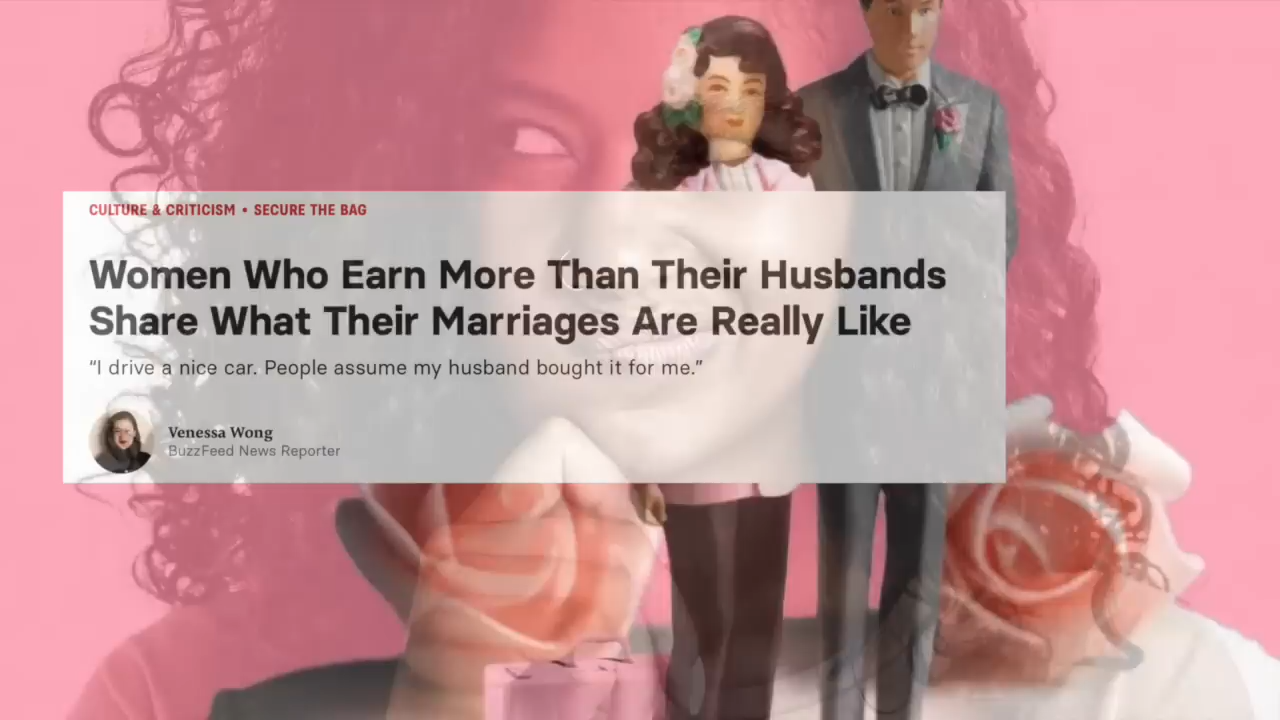 CULTURE & CRITICISM • SECURE THE BAG
Women Who Earn More Than Their Husbands
Share What Their Marriages Are Really Like
“I drive a nice car. People assume my husband bought it for me.”
Venessa Wong
BuzzFeed News Reporter